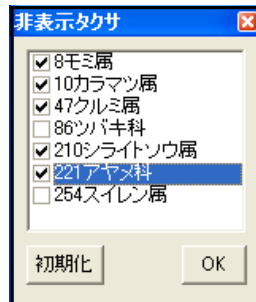 非表示タクサ
8モミ属
10カラマツ属
47クルミ属
86ツバキ科
210シライトソウ属
221アヤメ科
254スイレン属
初期化
OK